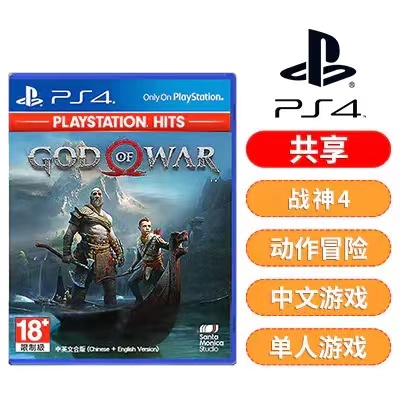 PS4
Only On PlayStation
PLAYSTATION HITS
GOD OF WAR
18+
限制級
中英文合版 (Chinese + English Version)
Santa
Monica
Studio
PS4
共享
战神4
动作冒险
中文游戏
单人游戏